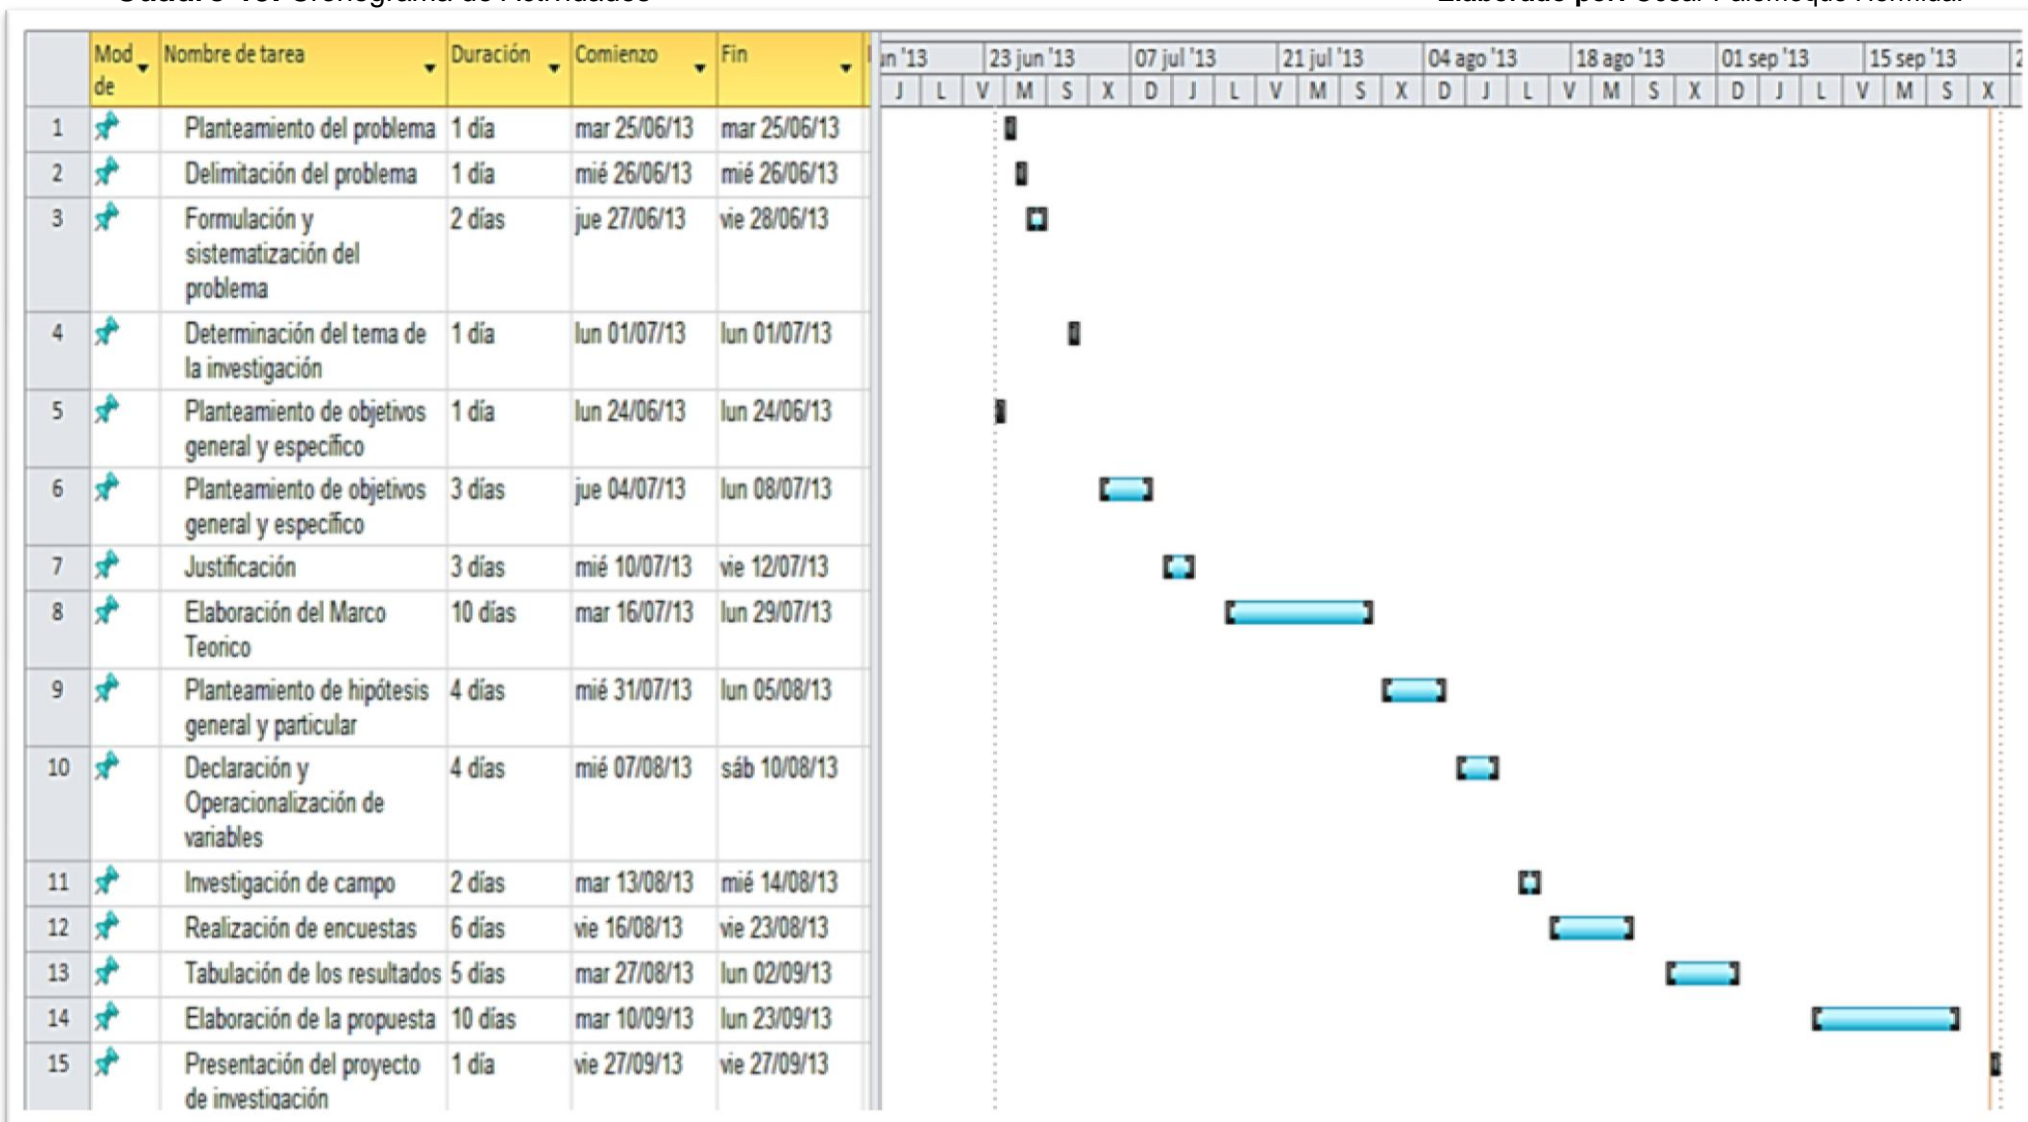 Cronograma de Actividades
Elaborado por: César Palomeque Hermida.
Mod de Nombre de tarea Duración Comienzo Fin
un '13 23 jun '13 07 jul '13 21 jul '13 04 ago '13 18 ago '13 01 sep '13 15 sep '13
J L V M S X D J L V M S X D J L V M S X D J L V M S X
1 Planteamiento del problema 1 día mar 25/06/13 mar 25/06/13
2 Delimitación del problema 1 día mié 26/06/13 mié 26/06/13
3 Formulación y 2 días jue 27/06/13 vie 28/06/13
sistematización del
problema
4 Determinación del tema de 1 día lun 01/07/13 lun 01/07/13
la investigación
5 Planteamiento de objetivos 1 día lun 24/06/13 lun 24/06/13
general y específico
6 Planteamiento de objetivos 3 días jue 04/07/13 lun 08/07/13
general y específico
7 Justificación 3 días mié 10/07/13 vie 12/07/13
8 Elaboración del Marco 10 días mar 16/07/13 lun 29/07/13
Teorico
9 Planteamiento de hipótesis 4 días mié 31/07/13 lun 05/08/13
general y particular
10 Declaración y 4 días mié 07/08/13 sáb 10/08/13
Operacionalización de
variables
11 Investigación de campo 2 días mar 13/08/13 mié 14/08/13
12 Realización de encuestas 6 días vie 16/08/13 vie 23/08/13
13 Tabulación de los resultados 5 días mar 27/08/13 lun 02/09/13
14 Elaboración de la propuesta 10 días mar 10/09/13 lun 23/09/13
15 Presentación del proyecto 1 día vie 27/09/13 vie 27/09/13
de investigación